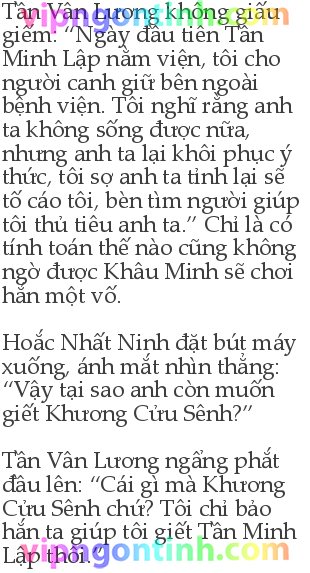 Tần Vân Lương không giấu
giếm: “Ngày đầu tiên Tần
Minh Lập nằm viện, tôi cho
người canh giữ bên ngoài
bệnh viện. Tôi nghĩ rằng anh
ta không sống được nữa,
nhưng anh ta lại khôi phục ý
thức, tôi sợ anh ta tỉnh lại sẽ
tố cáo tôi, bèn tìm người giúp
tôi thủ tiêu anh ta.” Chỉ là có
tính toán thế nào cũng không
ngờ được Khâu Minh sẽ chơi
hắn một vố.
Hoắc Nhất Ninh đặt bút máy
xuống, ánh mắt nhìn thẳng:
“Vậy tại sao anh còn muốn
giết Khương Cửu Sênh?”
Tần Vân Lương ngẩng phắt
đầu lên: “Cái gì mà Khương
Cửu Sênh chứ? Tôi chỉ bảo
hắn ta giúp tôi giết Tần Minh
Lập thôi.”
vipngontinh.com
vipngontinh.com